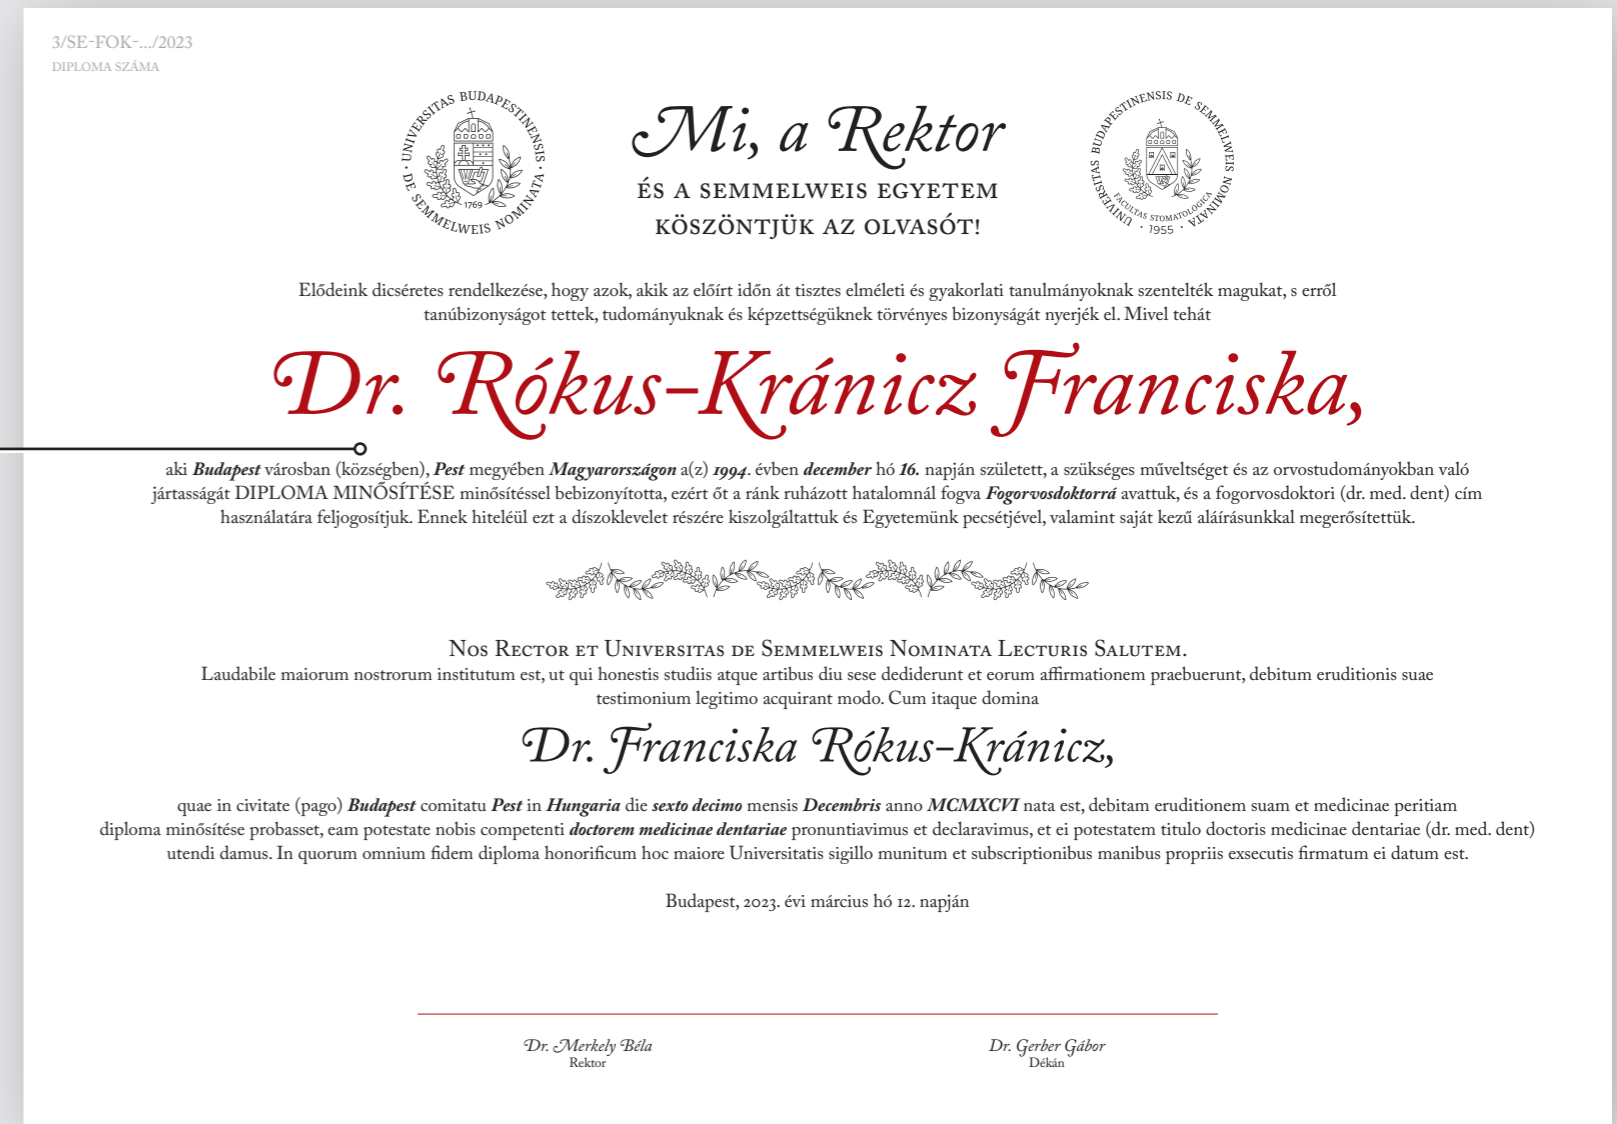 3/SE-FOK-.../2023
DIPLOMA SZÁMA
· UNIVERSITAS BUDAPESTINENSIS · DE SEMMELWEIS NOMINATA
1769
Mi, a Rektor
ÉS A SEMMELWEIS EGYETEM
KÖSZÖNTJÜK AZ OLVASÓT!
UNIVERSITAS BUDAPESTINENSIS DE SEMMELWEIS NOMINATA
FACULTAS STOMATOLOGICA
· 1955 ·
Elődeink dicséretes rendelkezése, hogy azok, akik az előírt időn át tisztes elméleti és gyakorlati tanulmányoknak szentelték magukat, s erről
tanúbizonyságot tettek, tudományuknak és képzettségüknek törvényes bizonyságát nyerjék el. Mivel tehát
Dr. Rókus-Kránicz Franciska,
aki Budapest városban (községben), Pest megyében Magyarországon a(z) 1994. évben december hó 16. napján született, a szükséges műveltséget és az orvostudományokban való
jártasságát DIPLOMA MINŐSÍTÉSE minősítéssel bebizonyította, ezért őt a ránk ruházott hatalomnál fogva Fogorvosdoktorrá avattuk, és a fogorvosdoktori (dr. med. dent) cím
használatára feljogosítjuk. Ennek hiteléül ezt a díszoklevelet részére kiszolgáltattuk és Egyetemünk pecsétjével, valamint saját kezű aláírásunkkal megerősítettük.
Nos Rector et Universitas de Semmelweis Nominata Lecturis Salutem.
Laudabile maiorum nostrorum institutum est, ut qui honestis studiis atque artibus diu sese dediderunt et eorum affirmationem praebuerunt, debitum eruditionis suae
testimonium legitimo acquirant modo. Cum itaque domina
Dr. Franciska Rókus-Kránicz,
quae in civitate (pago) Budapest comitatu Pest in Hungaria die sexto decimo mensis Decembris anno MCMXCVI nata est, debitam eruditionem suam et medicinae peritiam
diploma minősítése probasset, eam potestate nobis competenti doctorem medicinae dentariae pronuntiavimus et declaravimus, et ei potestatem titulo doctoris medicinae dentariae (dr. med. dent)
utendi damus. In quorum omnium fidem diploma honorificum hoc maiore Universitatis sigillo munitum et subscriptionibus manibus propriis exsecutis firmatum ei datum est.
Budapest, 2023. évi március hó 12. napján
Dr. Merkely Béla
Rektor
Dr. Gerber Gábor
Dékán